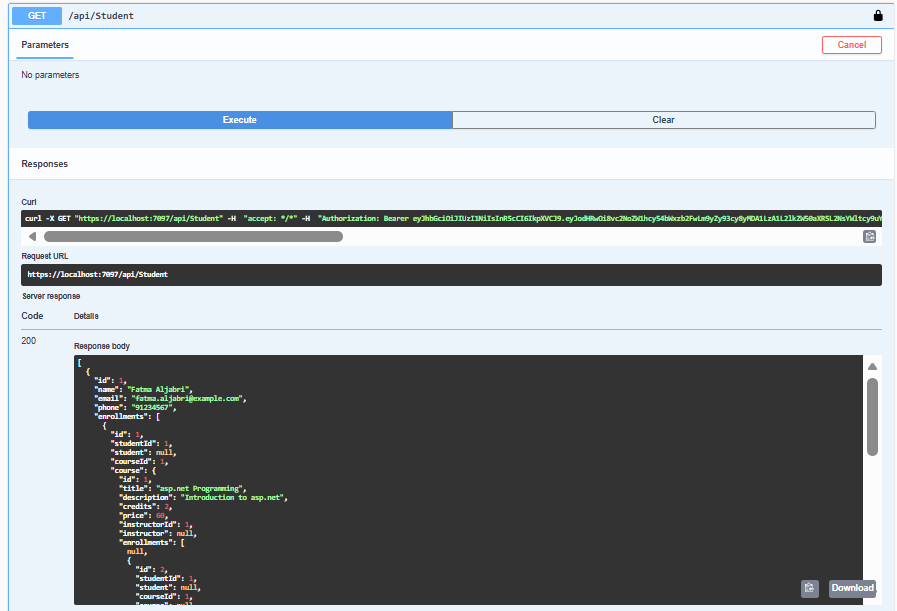 GET /api/Student
Parameters
Cancel
No parameters
Execute
Clear
Responses
Curl
curl -X GET "https://localhost:7097/api/Student" -H "accept: */*" -H "Authorization: Bearer
Request URL
https://localhost:7097/api/Student
Server response
Code Details
200
Response body
[
{
"id": 1,
"name": "Fatma Aljabri",
"email": "fatma.aljabri@example.com",
"phone": "91234567",
"enrollments": [
{
"id": 1,
"studentId": 1,
"student": null,
"courseId": 1,
"course": {
"id": 1,
"title": "asp.net Programming",
"description": "Introduction to asp.net",
"credits": 2,
"price": 60,
"instructorId": 1,
"instructor": null,
"enrollments": [
null,
{
"id": 2,
"studentId": 1,
"student": null,
"courseId": 1,
Download